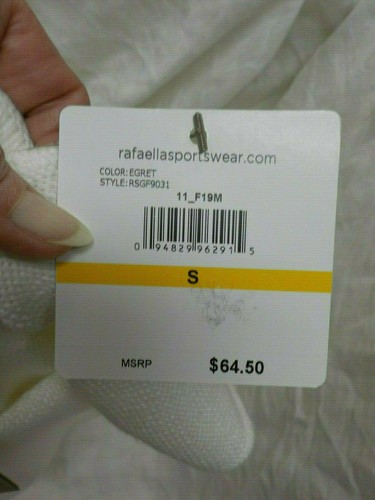 rafaellasportswear.com
COLOR:EGRET
STYLE:RSGF9031
11_F19M
0 94829 96291 5
S
MSRP $64.50